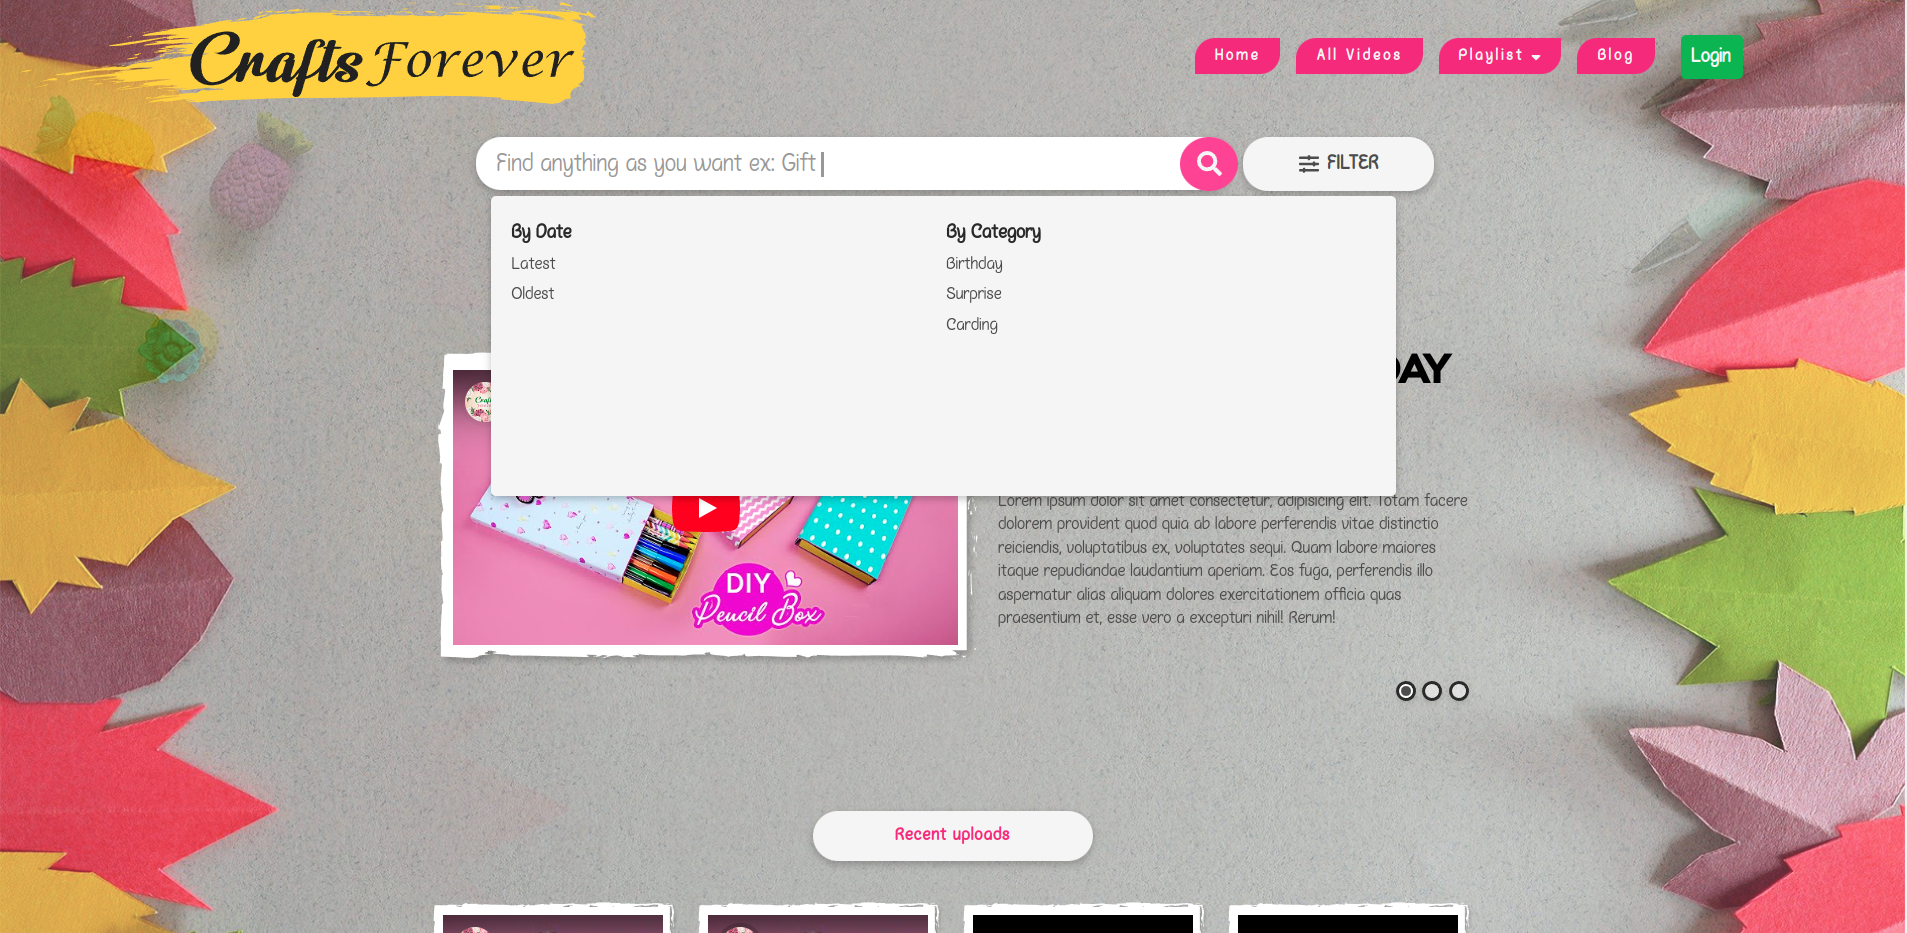 Crafts Forever
Home
All Videos
Playlist
Blog
Login
Find anything as you want ex: Gift
FILTER
By Date
Latest
Oldest
By Category
Birthday
Surprise
Carding
DAY
Lorem ipsum dolor sit amet consectetur, adipisicing elit. Totam facere
dolorem provident quod quia ab labore perferendis vitae distinctio
reiciendis, voluptatibus ex, voluptates sequi. Quam labore maiores
itaque repudiandae laudantium aperiam. Eos fuga, perferendis illo
aspernatur alias aliquam dolores exercitationem officia quas
praesentium et, esse vero a excepturi nihil! Rerum!
DIY
Pencil Box
Recent uploads